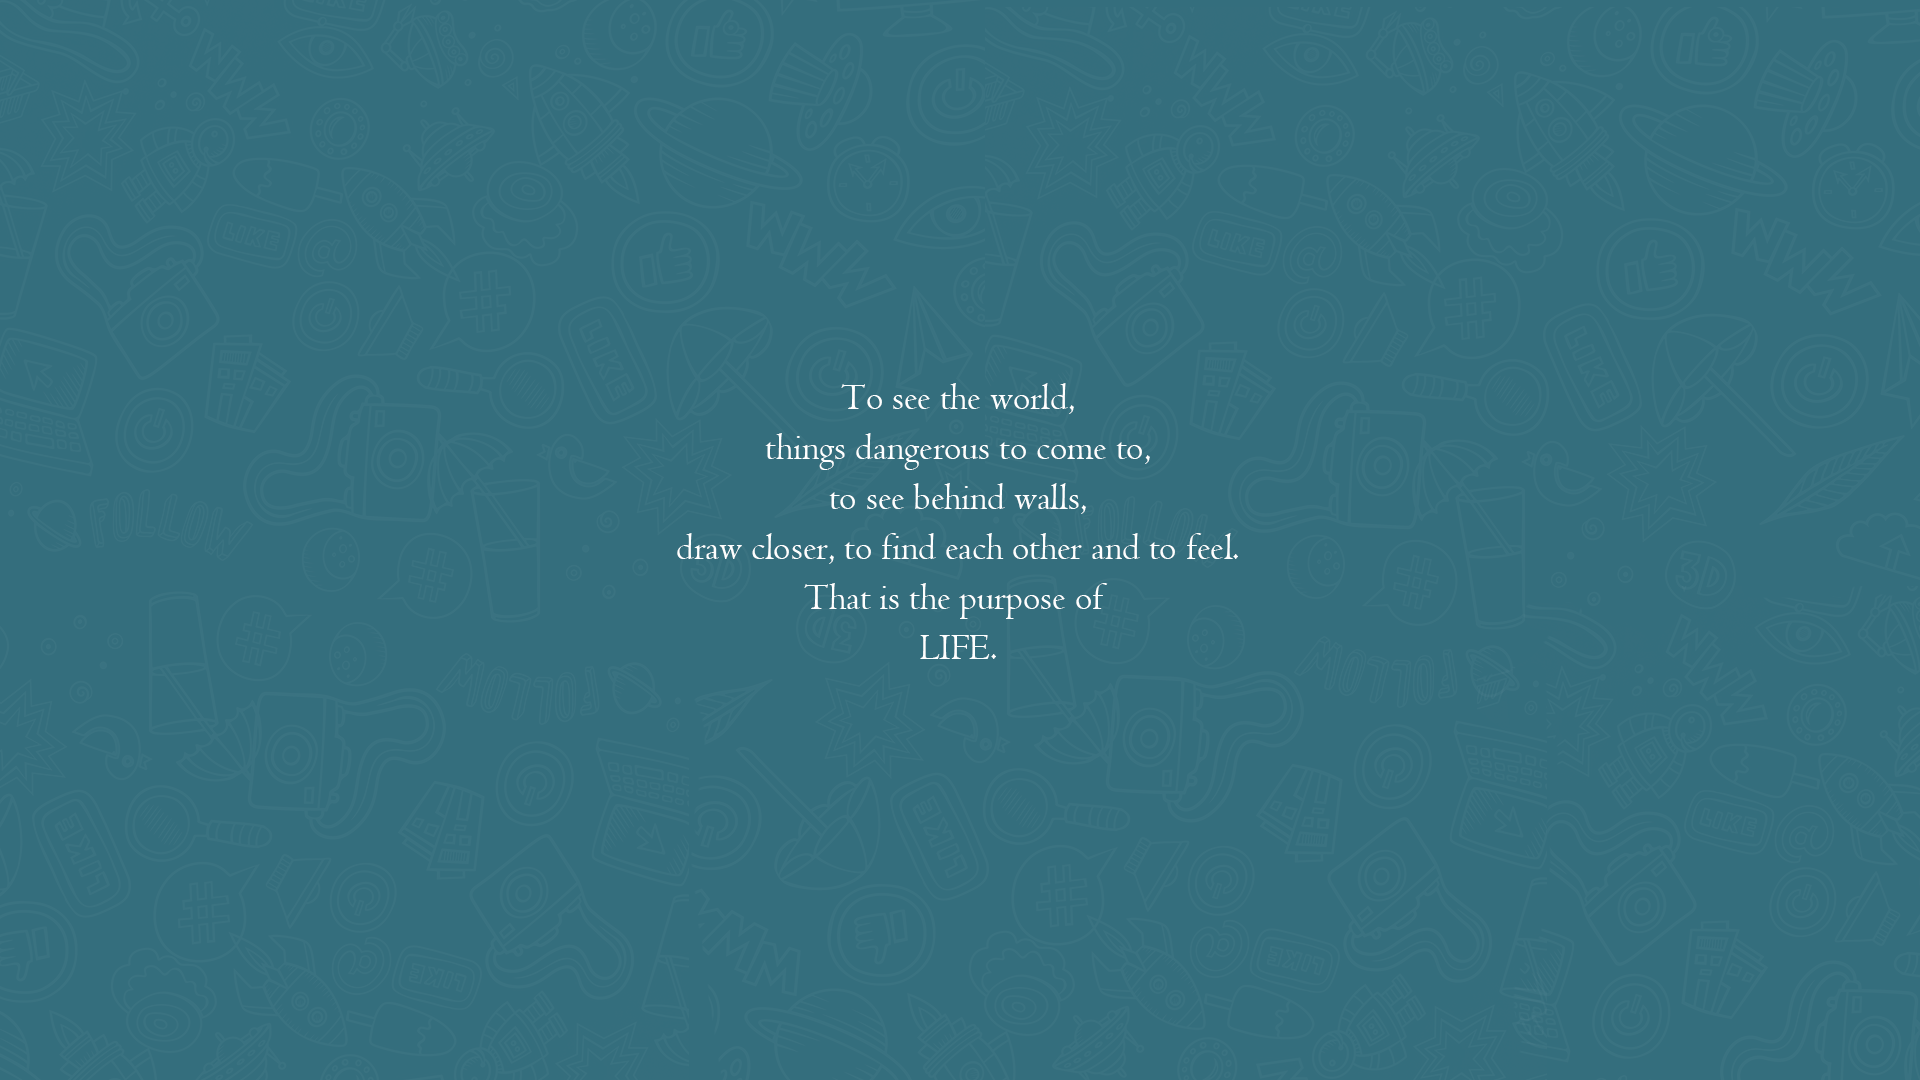 To see the world,
things dangerous to come to,
to see behind walls,
draw closer, to find each other and to feel.
That is the purpose of
LIFE.